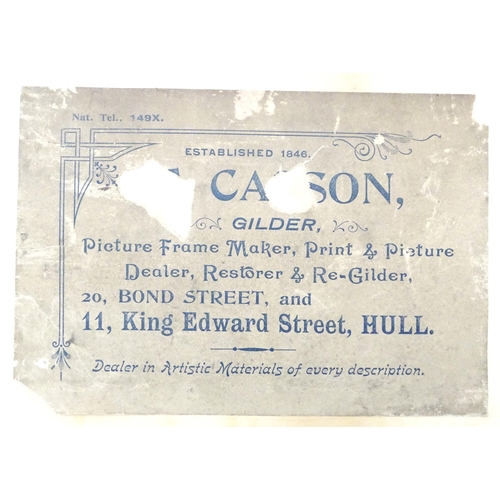 Nat. Tel.. 149X.
ESTABLISHED 1846.
CASSON,
GILDER,
Picture Frame Maker, Print & Picture
Dealer, Restorer & Re-Gilder,
20, BOND STREET, and
11, King Edward Street, HULL.
Dealer in Artistic Materials of every description.